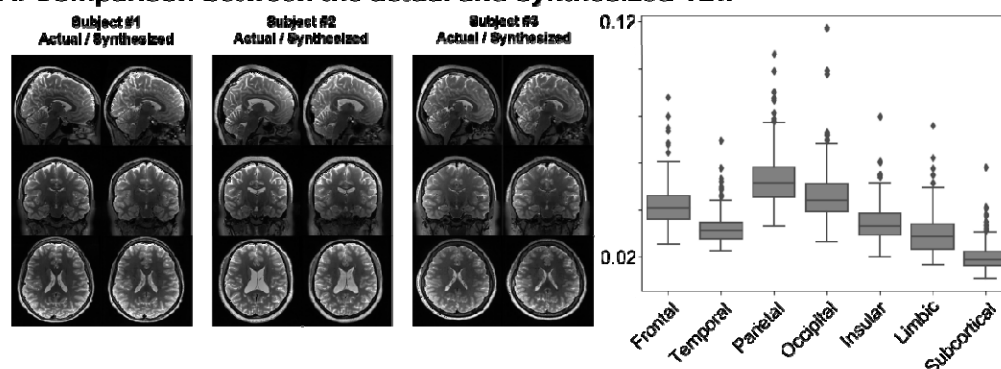 Subject #1
Actual / Synthesized
Subject #2
Actual / Synthesized
Subject #3
Actual / Synthesized
0.12
0.02
Frontal
Temporal
Parietal
Occipital
Insular
Limbic
Subcortical